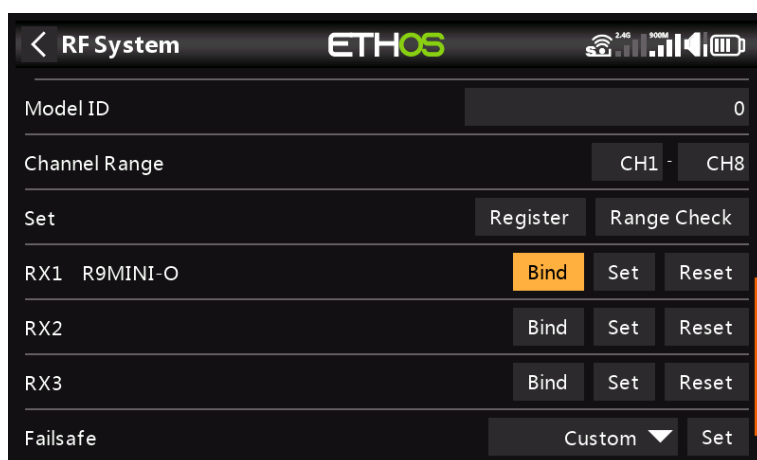 RF System ETHOS 2.4G 900M
Model ID 0
Channel Range CH1 - CH8
Set Register Range Check
RX1 R9MINI-O Bind Set Reset
RX2 Bind Set Reset
RX3 Bind Set Reset
Failsafe Custom Set